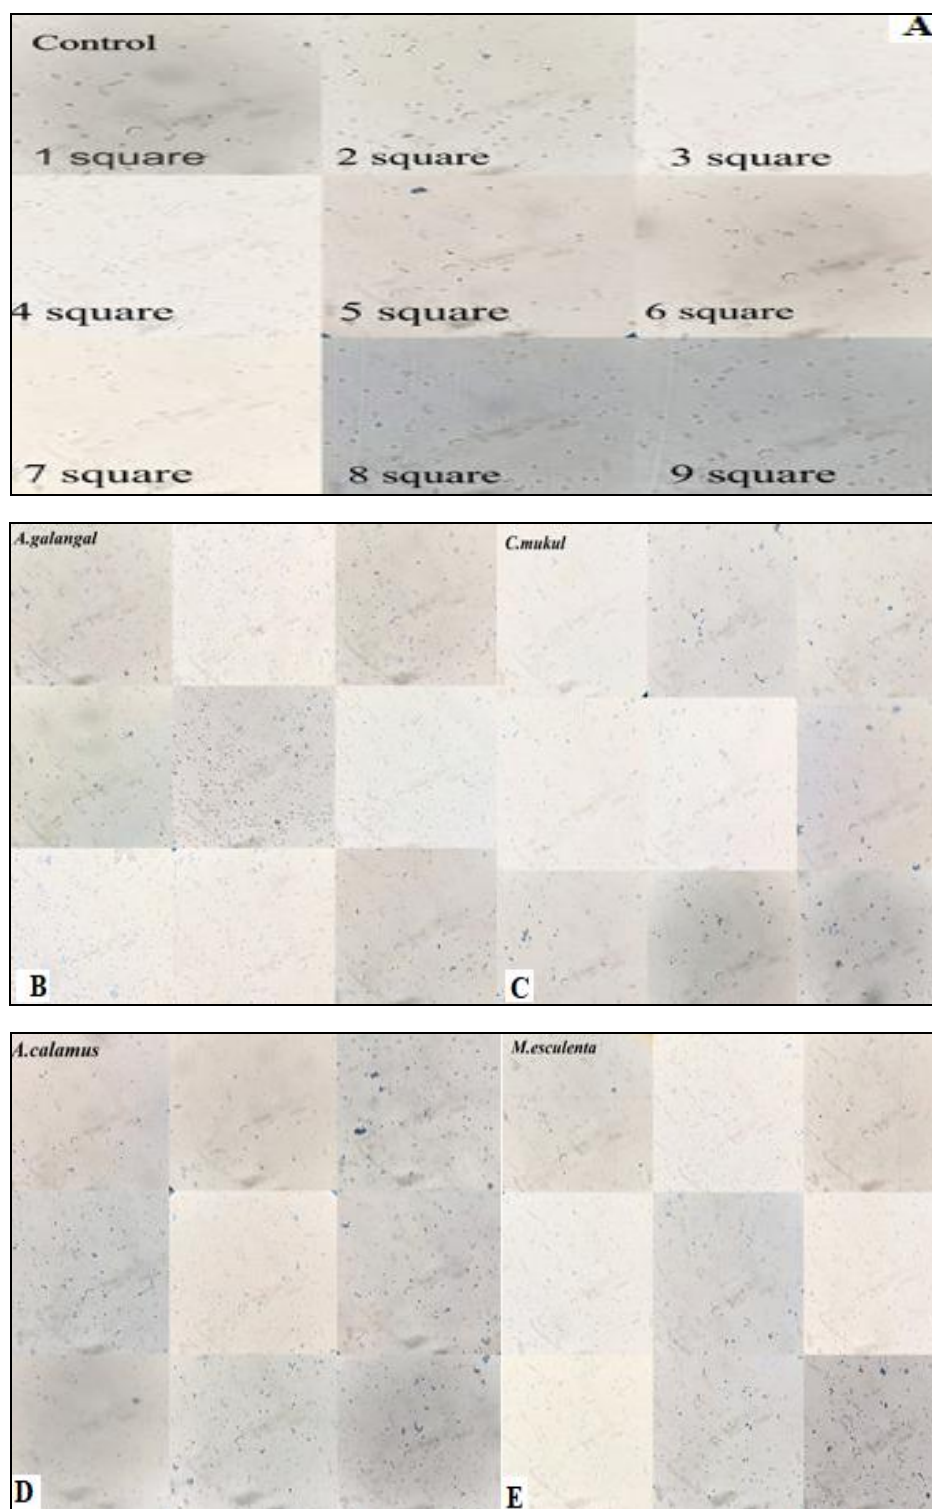 Control
A
1 square
2 square
3 square
4 square
5 square
6 square
7 square
8 square
9 square
A.galangal
C.mukul
B
C
A.calamus
M.esculenta
D
E